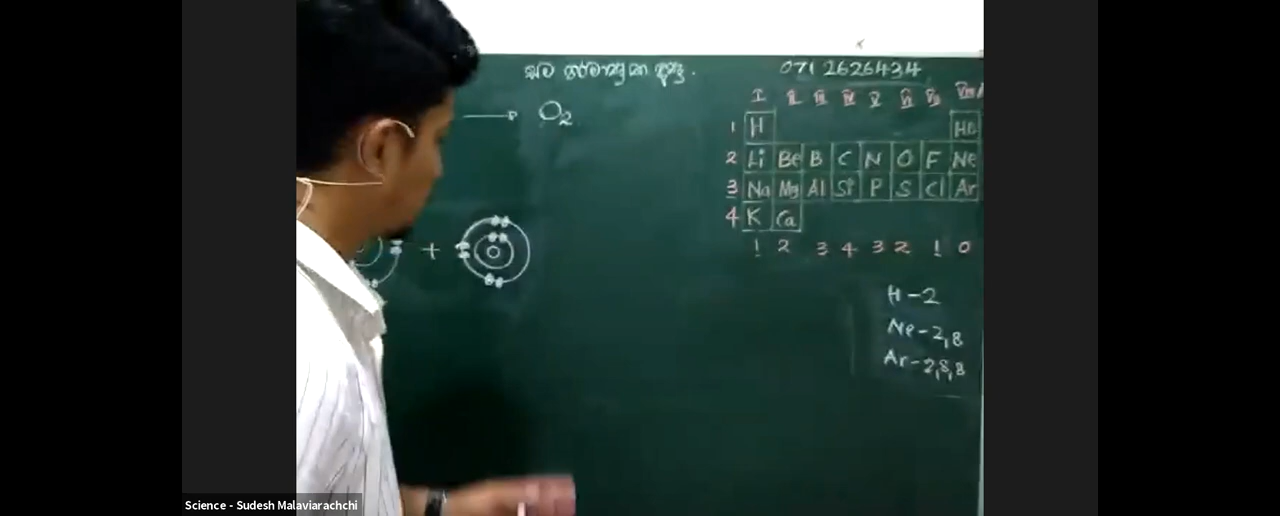 සම
071 2626434
→ O₂
I II III IV V VI VII VIII
1 H He
2 Li Be B C N O F Ne
3 Na Mg Al Si P S Cl Ar
4 K Ca
1 2 3 4 3 2 1 0
+ O
H - 2
Ne - 2,8
Ar - 2,8,8
Science - Sudesh Malaviarachchi